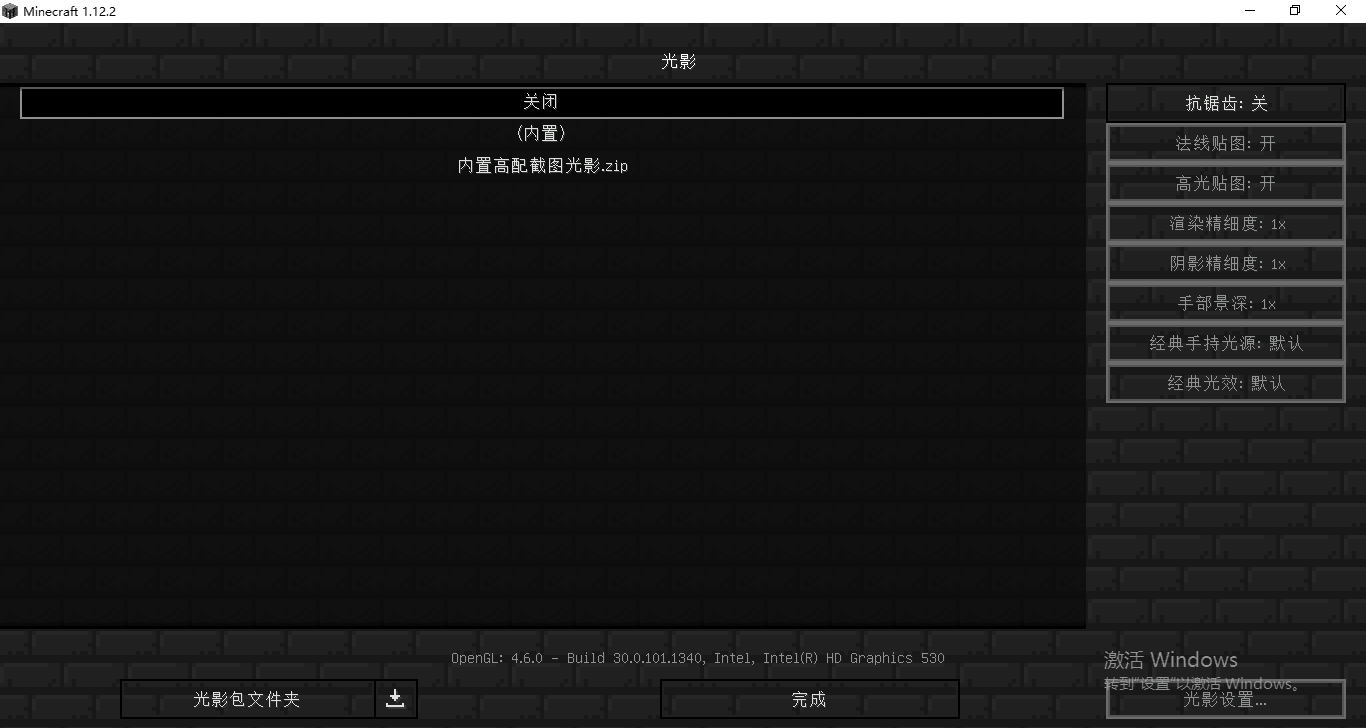 Minecraft 1.12.2
光影
关闭
(内置)
内置高配截图光影.zip
抗锯齿: 关
法线贴图: 开
高光贴图: 开
渲染精细度: 1x
阴影精细度: 1x
手部景深: 1x
经典手持光源: 默认
经典光效: 默认
OpenGL: 4.6.0 - Build 30.0.101.1340, Intel, Intel(R) HD Graphics 530
激活 Windows
转到"设置"以激活 Windows。
光影包文件夹
完成
光影设置...